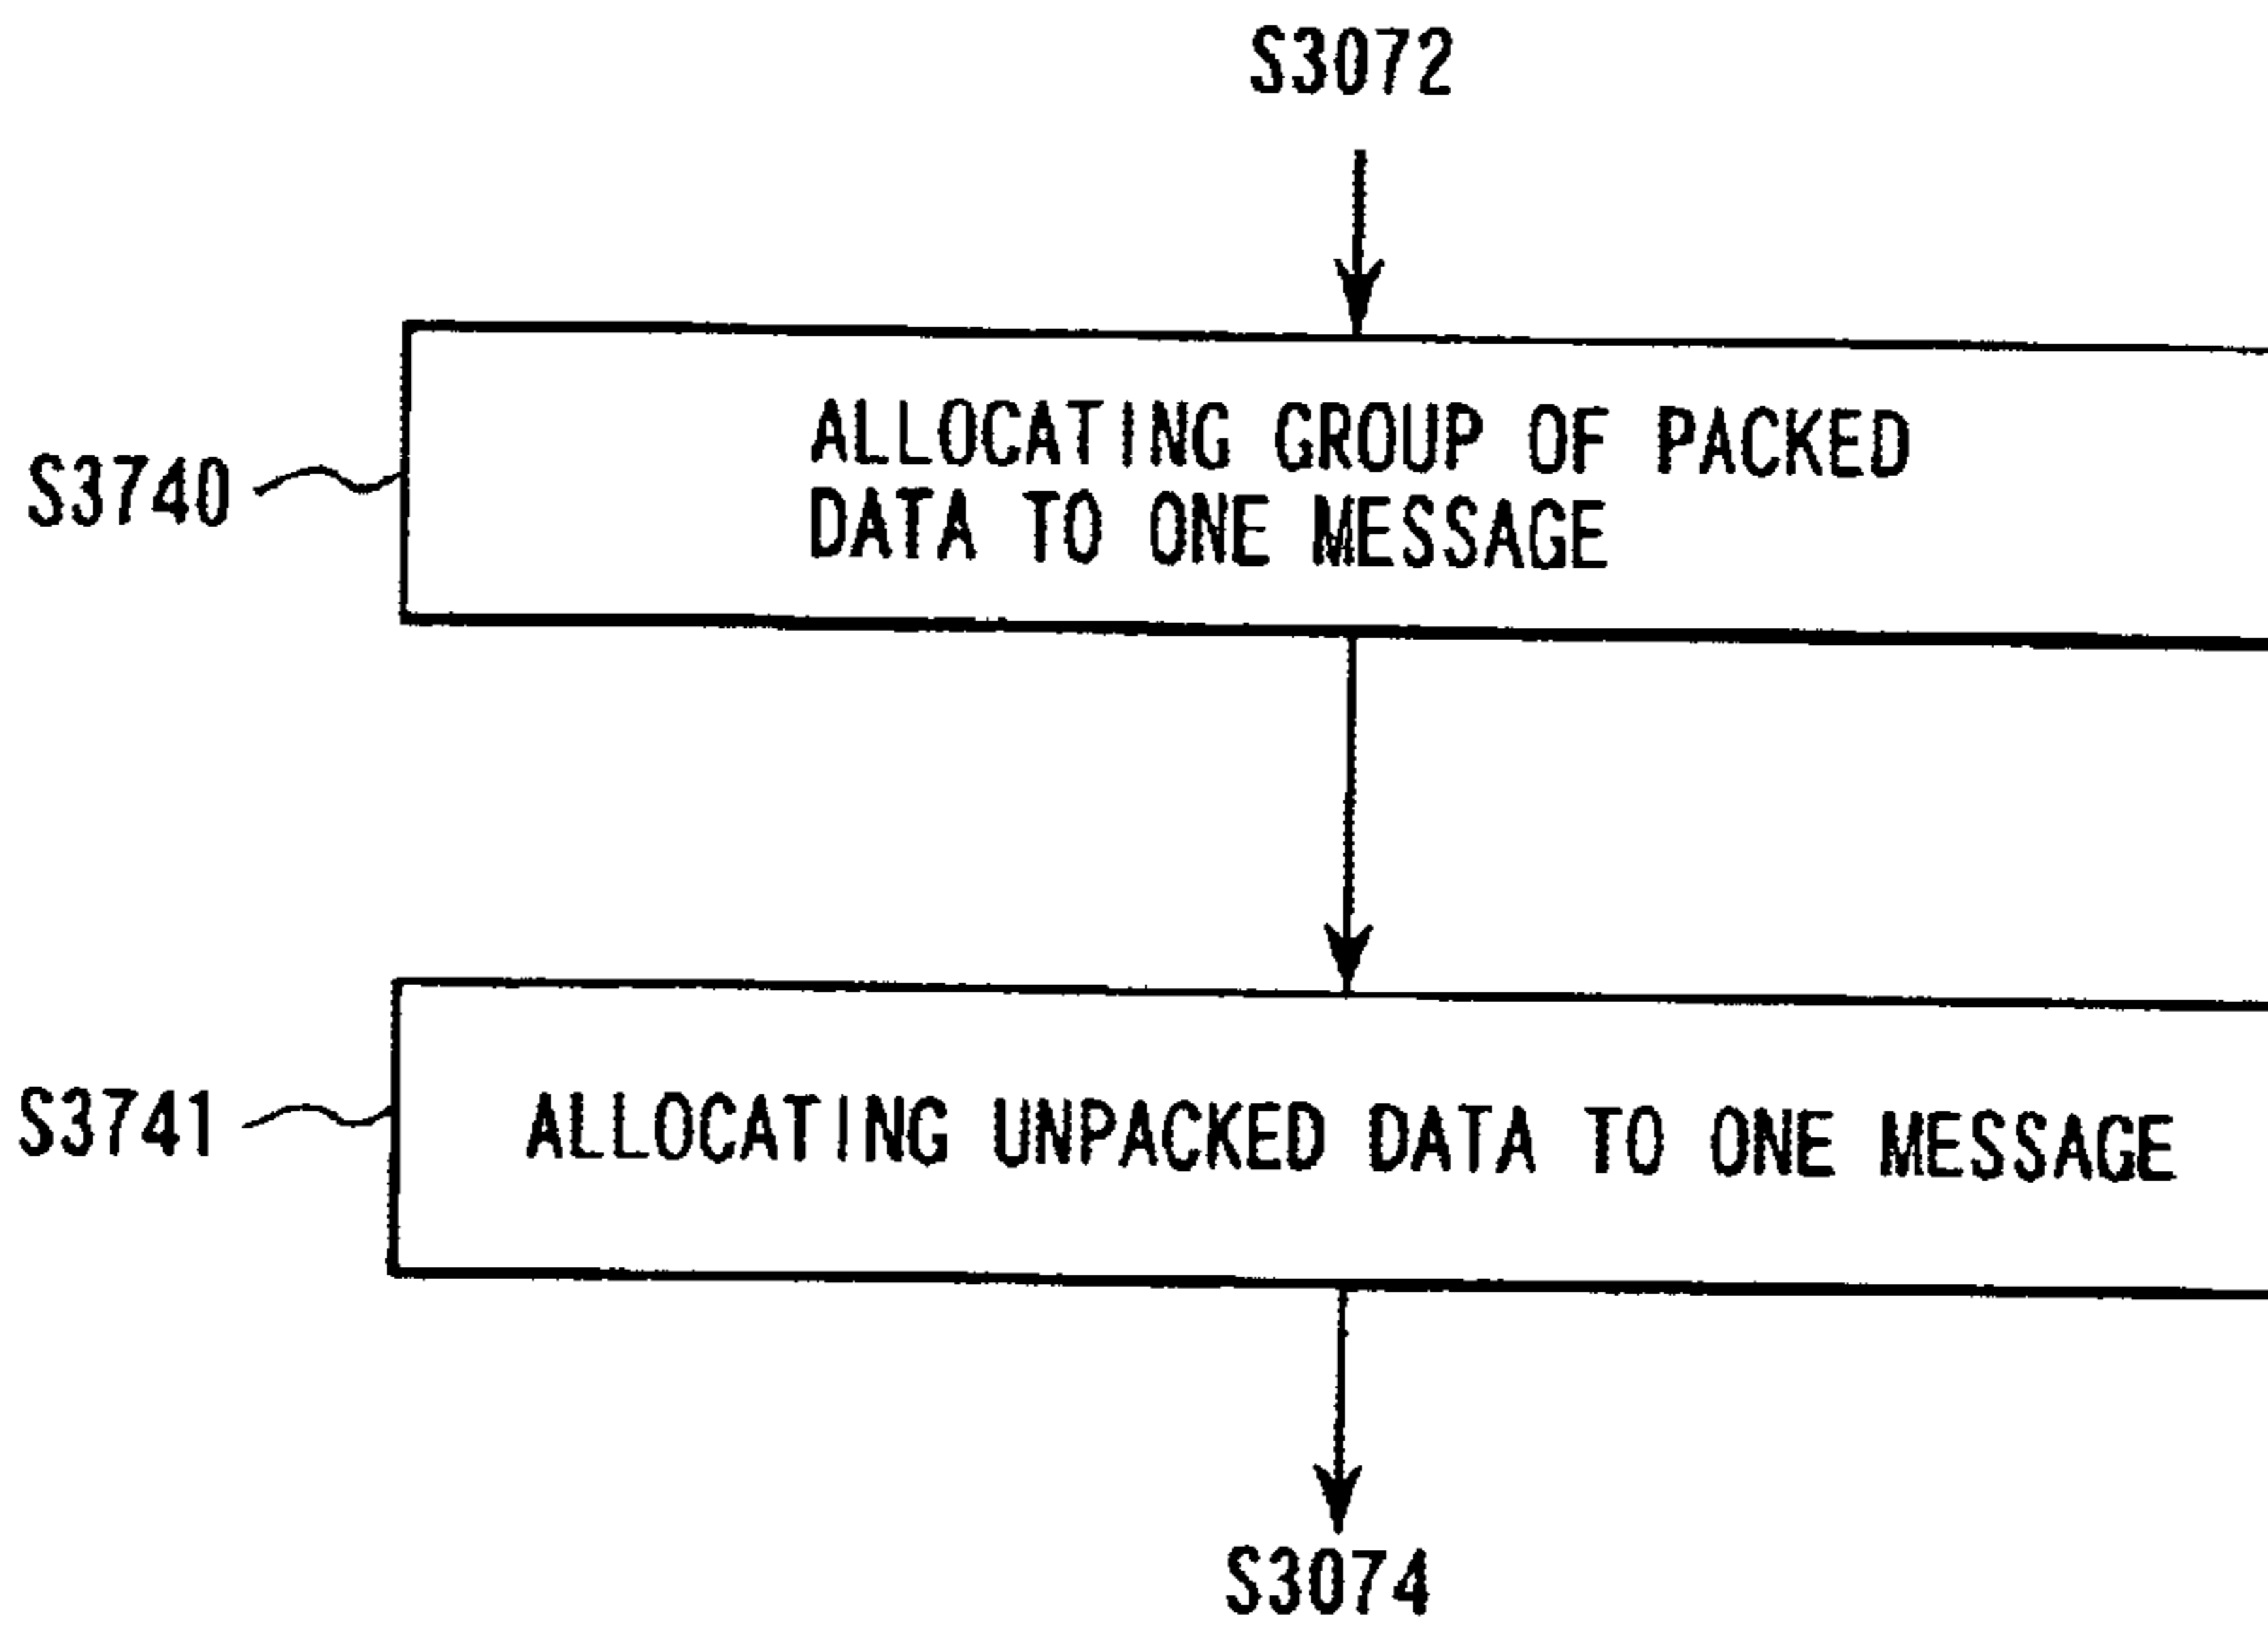 S3072
S3740
ALLOCATING GROUP OF PACKED
DATA TO ONE MESSAGE
S3741
ALLOCATING UNPACKED DATA TO ONE MESSAGE
S3074